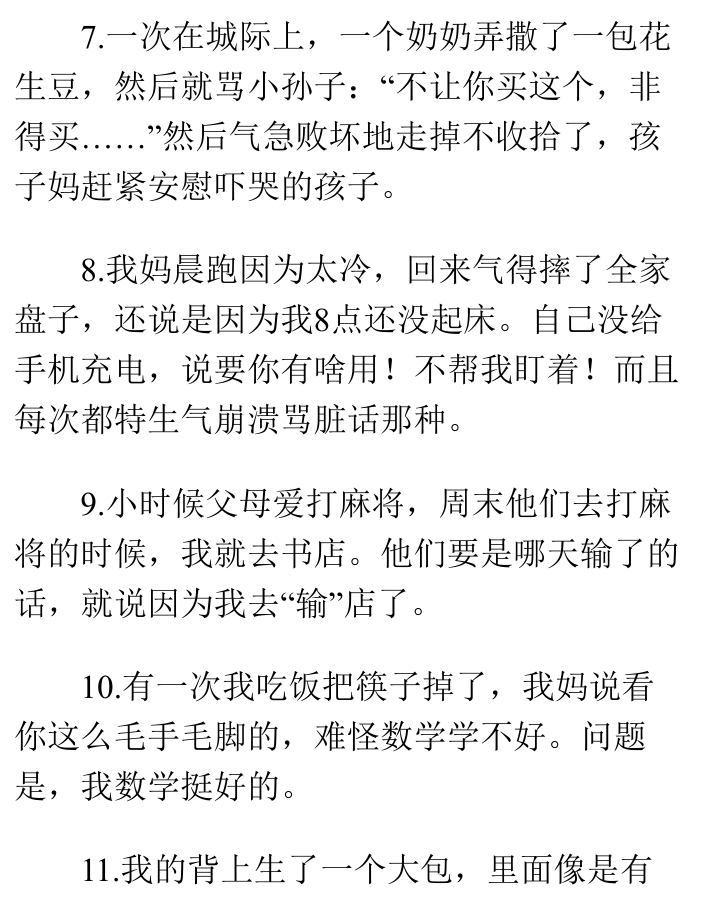 7.一次在城际上，一个奶奶弄撒了一包花
生豆，然后就骂小孙子：“不让你买这个，非
得买……”然后气急败坏地走掉不收拾了，孩
子妈赶紧安慰吓哭的孩子。
8.我妈晨跑因为太冷，回来气得摔了全家
盘子，还说是因为我8点还没起床。自己没给
手机充电，说要你有啥用！不帮我盯着！而且
每次都特生气崩溃骂脏话那种。
9.小时候父母爱打麻将，周末他们去打麻
将的时候，我就去书店。他们要是哪天输了的
话，就说因为我去“输”店了。
10.有一次我吃饭把筷子掉了，我妈说看
你这么毛手毛脚的，难怪数学学不好。问题
是，我数学挺好的。
11.我的背上生了一个大包，里面像是有